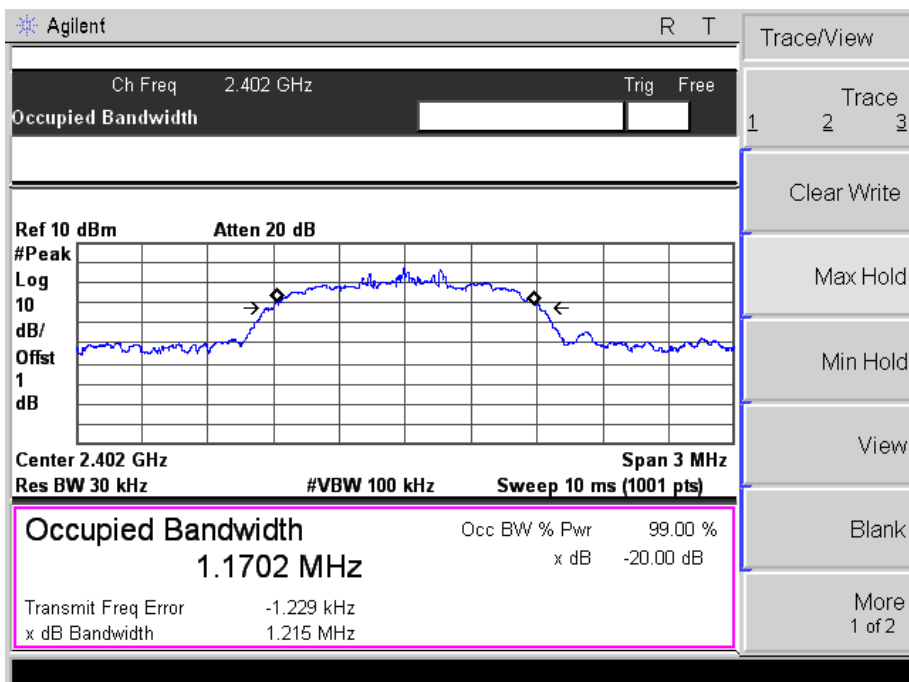 Agilent R T
Ch Freq 2.402 GHz Trig Free
Occupied Bandwidth
Ref 10 dBm Atten 20 dB
#Peak
Log
10
dB/
Offst
1
dB
Center 2.402 GHz Span 3 MHz
Res BW 30 kHz #VBW 100 kHz Sweep 10 ms (1001 pts)
Occupied Bandwidth Occ BW % Pwr 99.00 %
1.1702 MHz x dB -20.00 dB
Transmit Freq Error -1.229 kHz
x dB Bandwidth 1.215 MHz
Trace/View
Trace
1 2 3
Clear Write
Max Hold
Min Hold
View
Blank
More
1 of 2